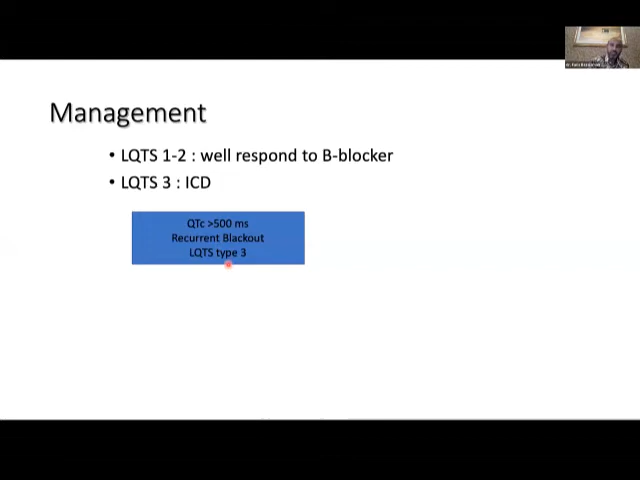 Management
• LQTS 1-2 : well respond to B-blocker
• LQTS 3 : ICD
QTc >500 ms
Recurrent Blackout
LQTS type 3